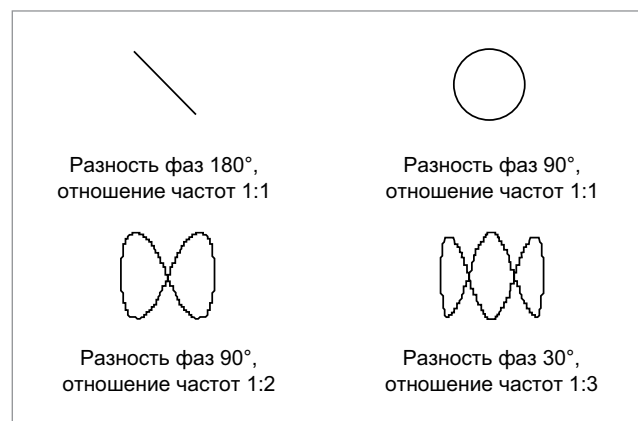 Разность фаз 180°,
отношение частот 1:1
Разность фаз 90°,
отношение частот 1:1
Разность фаз 90°,
отношение частот 1:2
Разность фаз 30°,
отношение частот 1:3